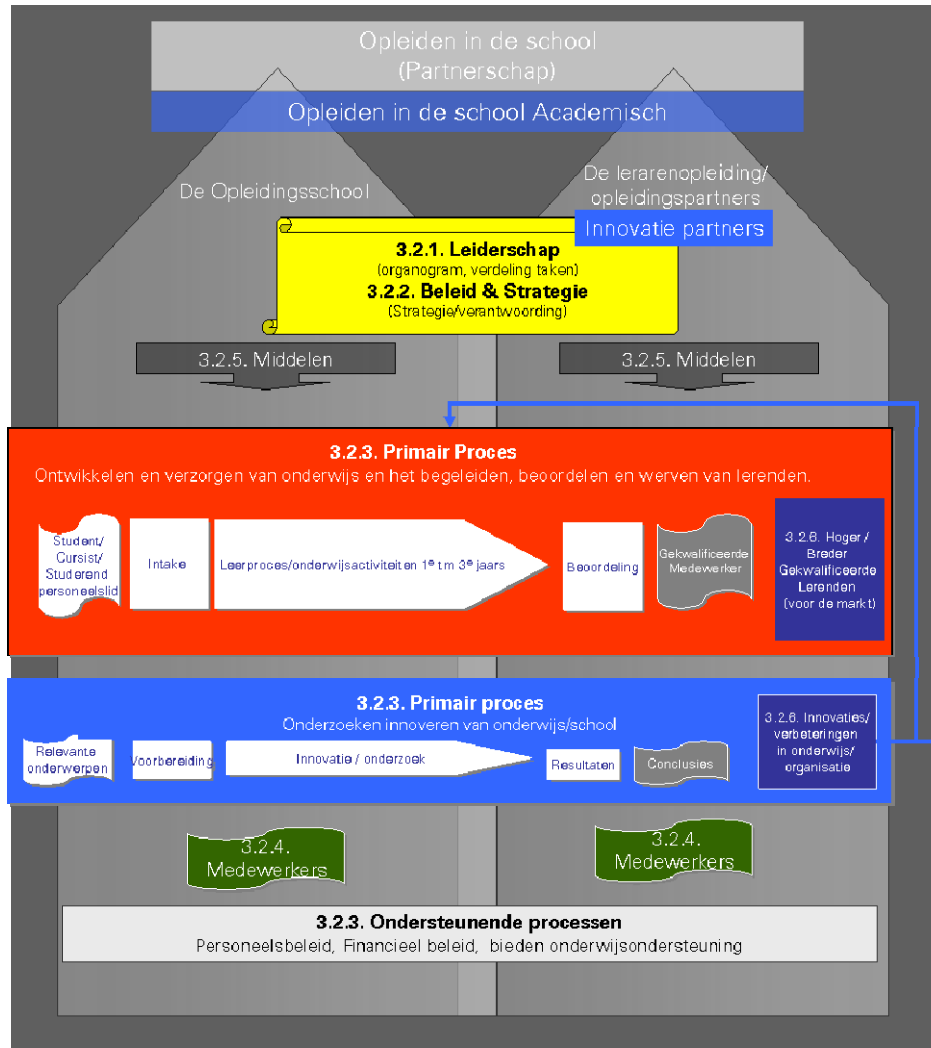 Opleiden in de school
(Partnerschap)
Opleiden in de school Academisch
De Opleidingsschool
De lerarenopleiding/
opleidingspartners
Innovatie partners
3.2.1. Leiderschap
(organogram, verdeling taken)
3.2.2. Beleid & Strategie
(Strategie/verantwoording)
3.2.5. Middelen
3.2.5. Middelen
3.2.3. Primair Proces
Ontwikkelen en verzorgen van onderwijs en het begeleiden, beoordelen en werven van lerenden.
Student/
Cursist/
Studerend
personeelslid
Intake
Leerproces/onderwijsactiviteiten 1e tm 3e jaars
Beoordeling
Gekwalificeerde
Medewerker
3.2.6. Hoger /
Breder
Gekwalificeerde
Lerenden
(voor de markt)
3.2.3. Primair proces
Onderzoeken innoveren van onderwijs/school
Relevante
onderwerpen
Voorbereiding
Innovatie / onderzoek
Resultaten
Conclusies
3.2.6. Innovaties/
verbeteringen
in onderwijs/
organisatie
3.2.4.
Medewerkers
3.2.4.
Medewerkers
3.2.3. Ondersteunende processen
Personeelsbeleid, Financieel beleid, bieden onderwijsondersteuning